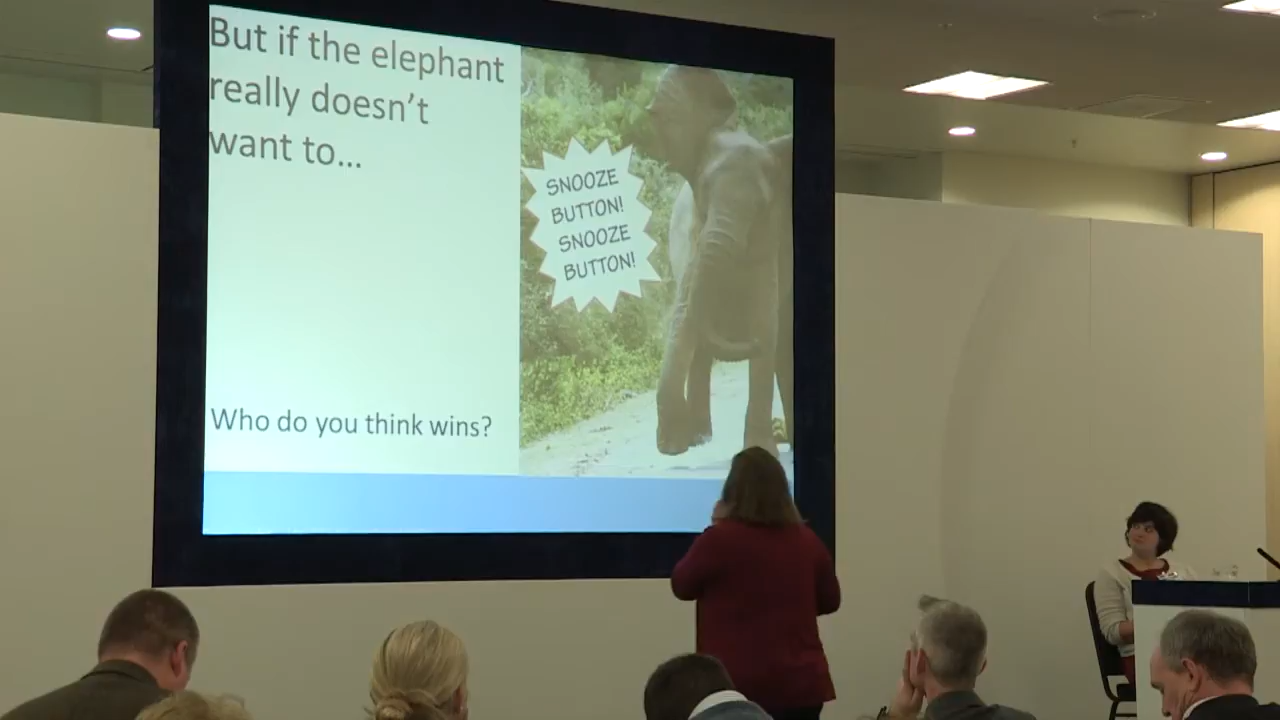 But if the elephant
really doesn't
want to...
SNOOZE
BUTTON!
SNOOZE
BUTTON!
Who do you think wins?